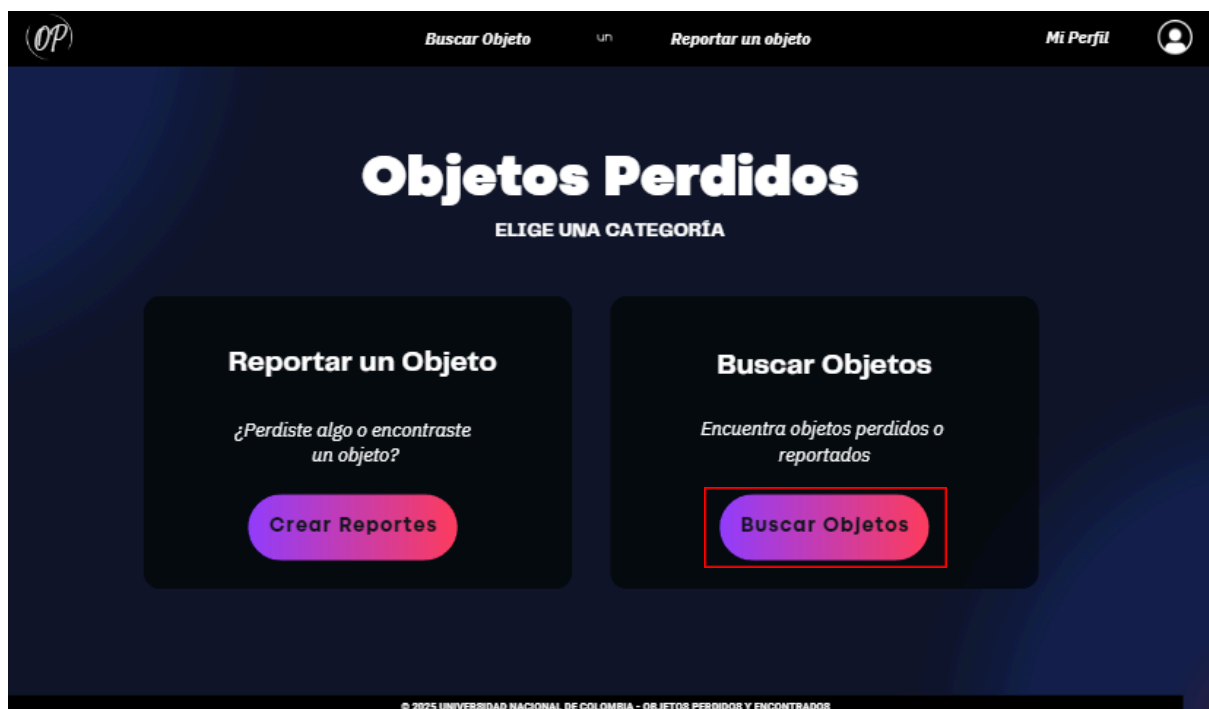 OP
Buscar Objeto un Reportar un objeto Mi Perfil
Objetos Perdidos
ELIGE UNA CATEGORÍA
Reportar un Objeto
¿Perdiste algo o encontraste
un objeto?
Crear Reportes
Buscar Objetos
Encuentra objetos perdidos o
reportados
Buscar Objetos
© 2025 UNIVERSIDAD NACIONAL DE COLOMBIA - OBJETOS PERDIDOS Y ENCONTRADOS